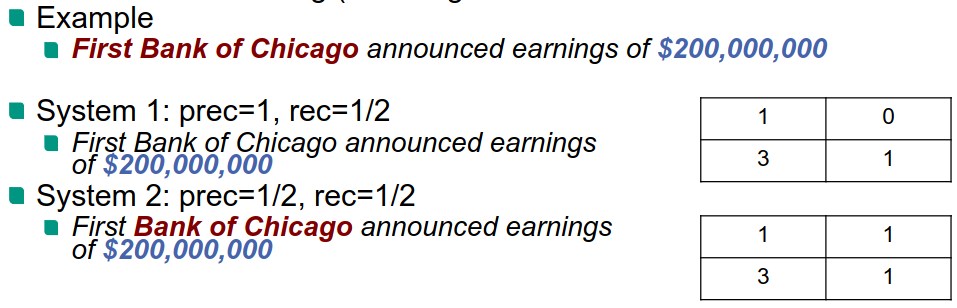 Example
First Bank of Chicago announced earnings of $200,000,000
System 1: prec=1, rec=1/2
First Bank of Chicago announced earnings
of $200,000,000
1 0
3 1
System 2: prec=1/2, rec=1/2
First Bank of Chicago announced earnings
of $200,000,000
1 1
3 1